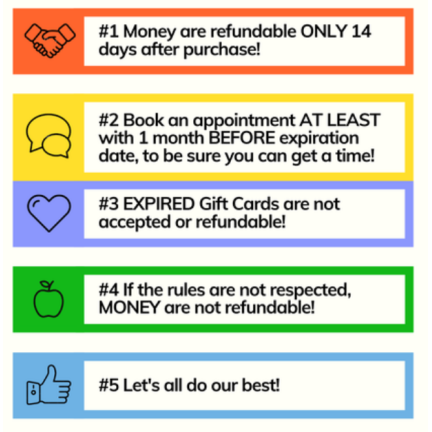 #1 Money are refundable ONLY 14
days after purchase!
#2 Book an appointment AT LEAST
with 1 month BEFORE expiration
date, to be sure you can get a time!
#3 EXPIRED Gift Cards are not
accepted or refundable!
#4 If the rules are not respected,
MONEY are not refundable!
#5 Let's all do our best!